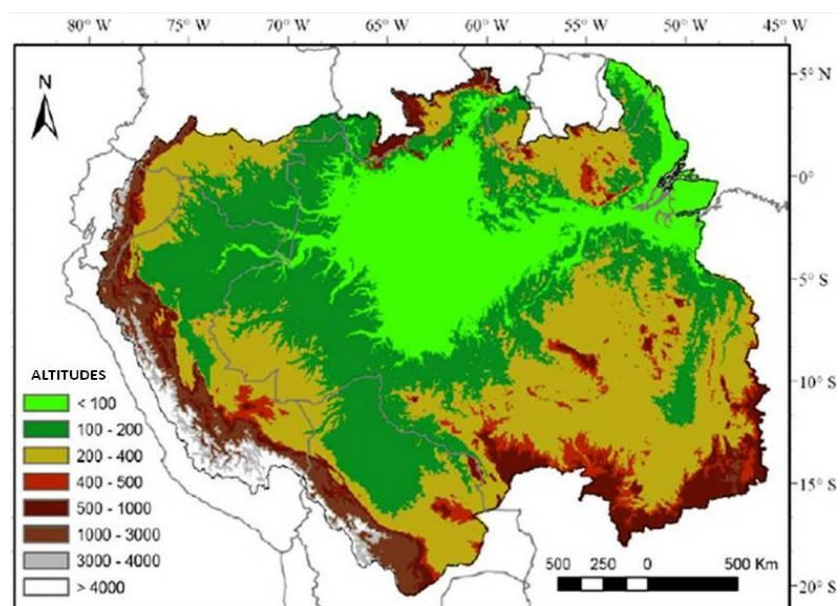 80° W 75° W 70° W 65° W 60° W 55° W 50° W 45° W
N
5° N
0°
5° S
10° S
15° S
20° S
ALTITUDES
< 100
100 - 200
200 - 400
400 - 500
500 - 1000
1000 - 3000
3000 - 4000
> 4000
500 250 0 500 Km